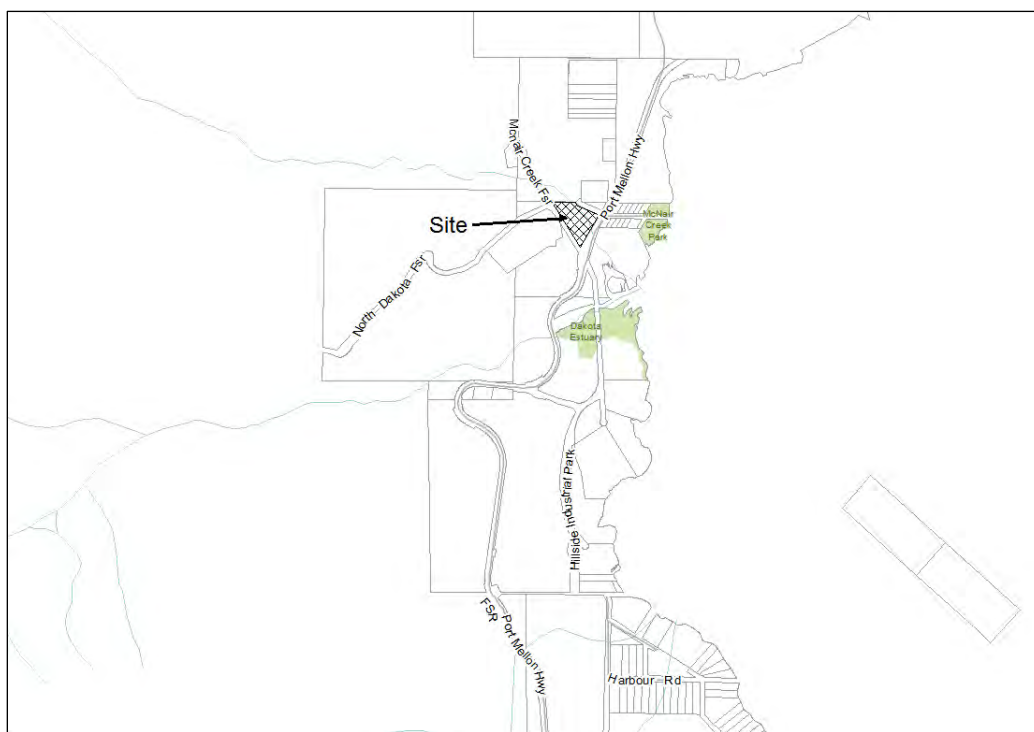 Mcnair Creek Fsr
Port Mellon Hwy
Site
McNair
Creek
Park
North Dakota Fsr
Dakota
Estuary
Hillside Industrial Park
FSR
Port Mellon Hwy
Harbour Rd